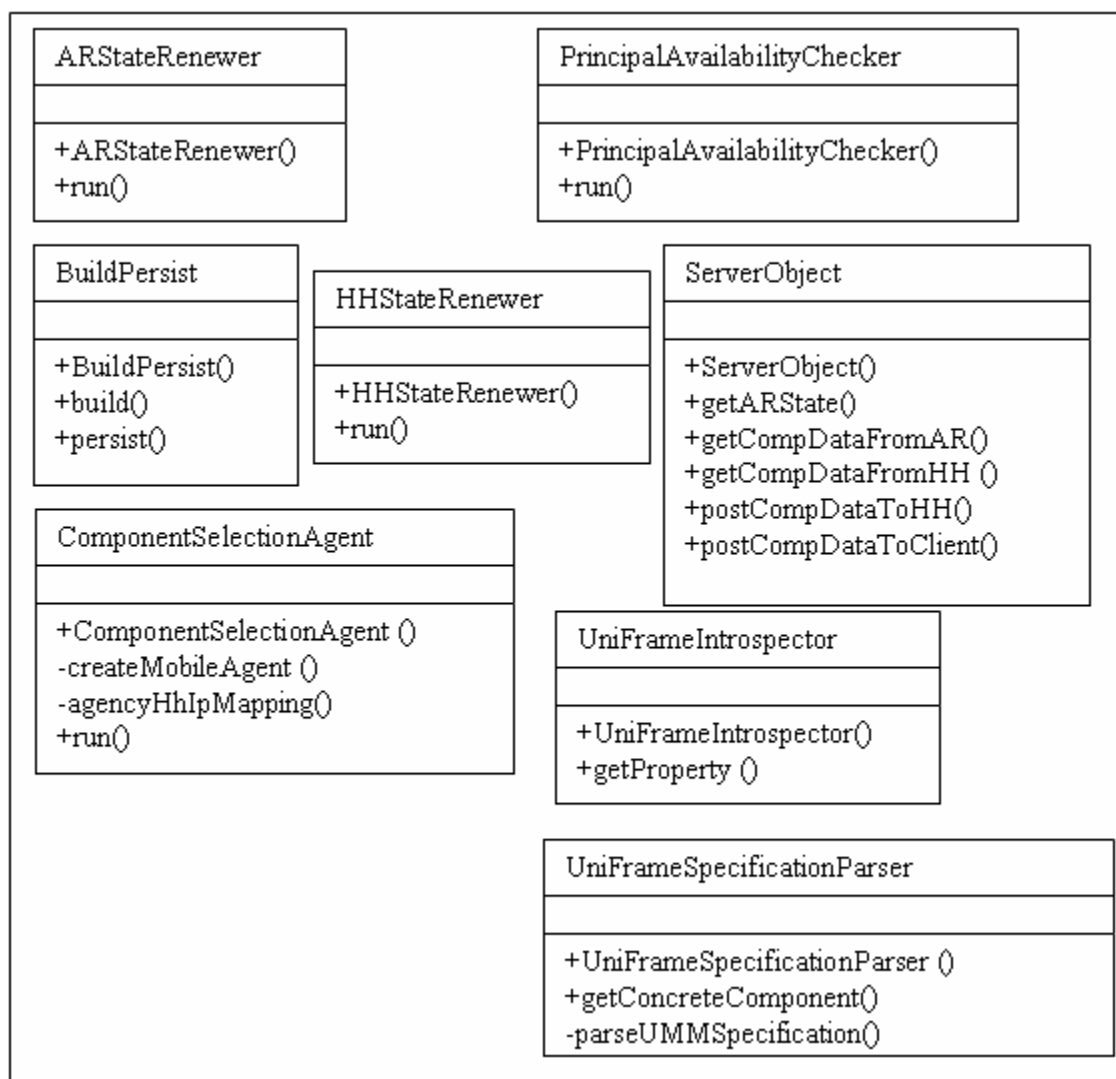 ARStateRenewer
+ARStateRenewer()
+run()
PrincipalAvailabilityChecker
+PrincipalAvailabilityChecker()
+run()
BuildPersist
+BuildPersist()
+build()
+persist()
HHStateRenewer
+HHStateRenewer()
+run()
ServerObject
+ServerObject()
+getARState()
+getCompDataFromAR()
+getCompDataFromHH ()
+postCompDataToHH()
+postCompDataToClient()
ComponentSelectionAgent
+ComponentSelectionAgent ()
-createMobileAgent ()
-agencyHhIpMapping()
+run()
UniFrameIntrospector
+UniFrameIntrospector()
+getProperty ()
UniFrameSpecificationParser
+UniFrameSpecificationParser ()
+getConcreteComponent()
-parseUMMSpecification()